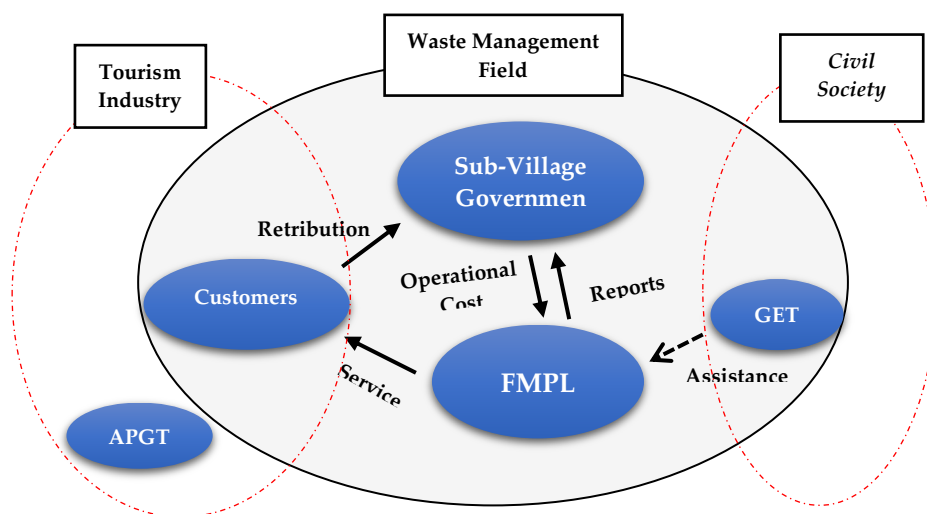 Waste Management
Field
Tourism
Industry
Civil
Society
Sub-Village
Governmen
Retribution
Operational
Cost
Reports
Customers
GET
Service
FMPL
Assistance
APGT